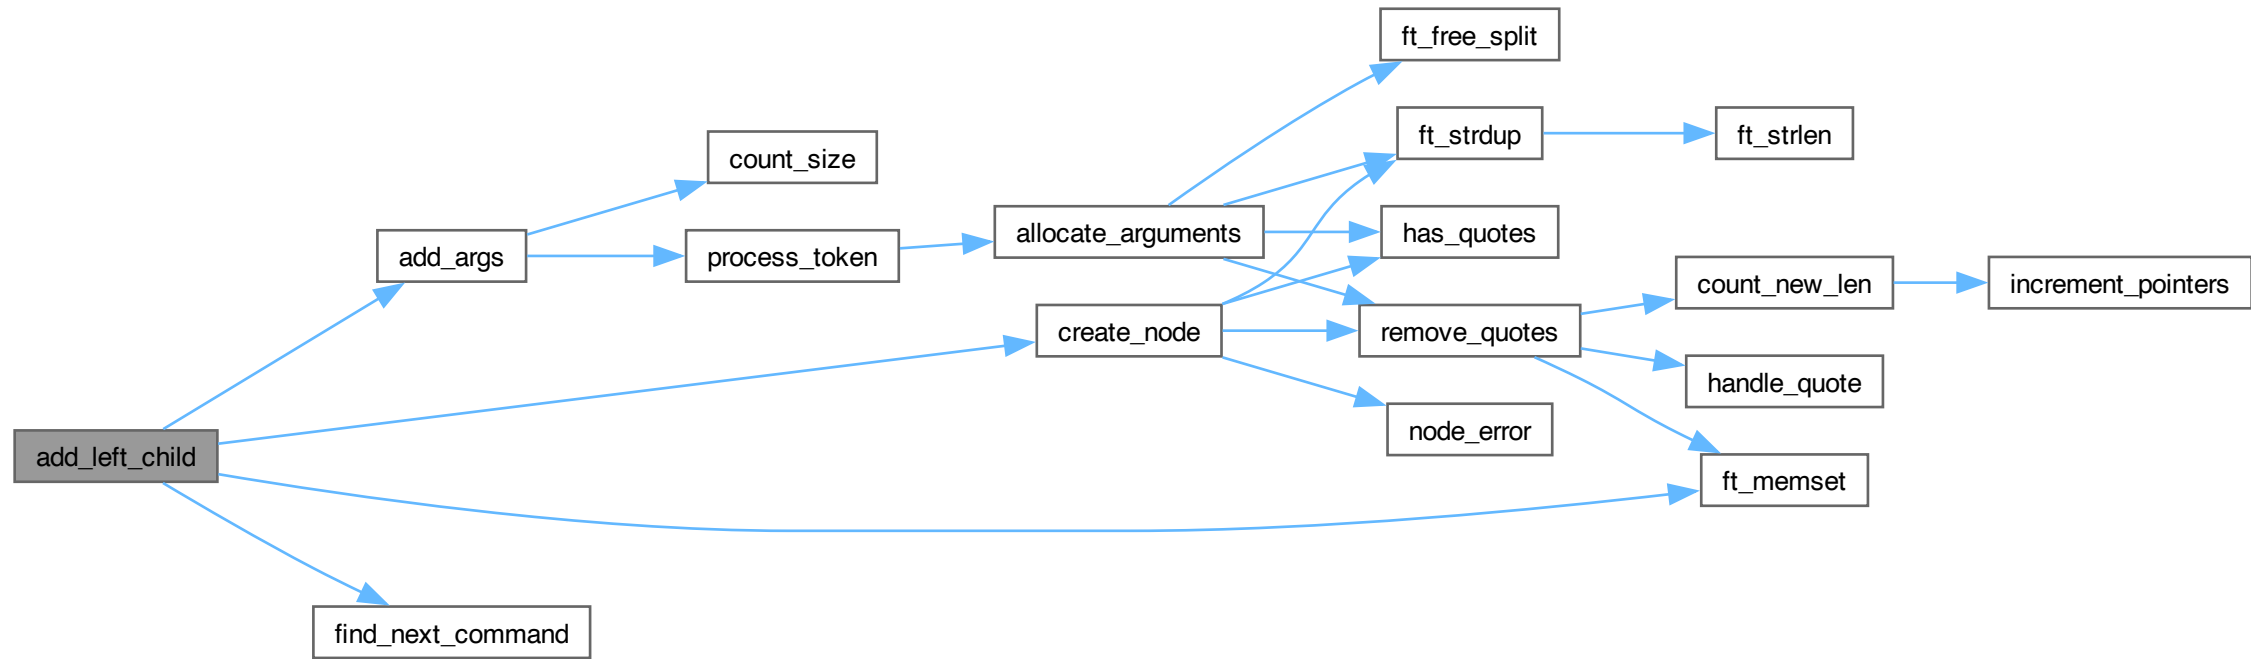 ft_free_split
ft_strdup
ft_strlen
count_size
has_quotes
allocate_arguments
add_args
process_token
count_new_len
increment_pointers
create_node
remove_quotes
handle_quote
node_error
add_left_child
ft_memset
find_next_command